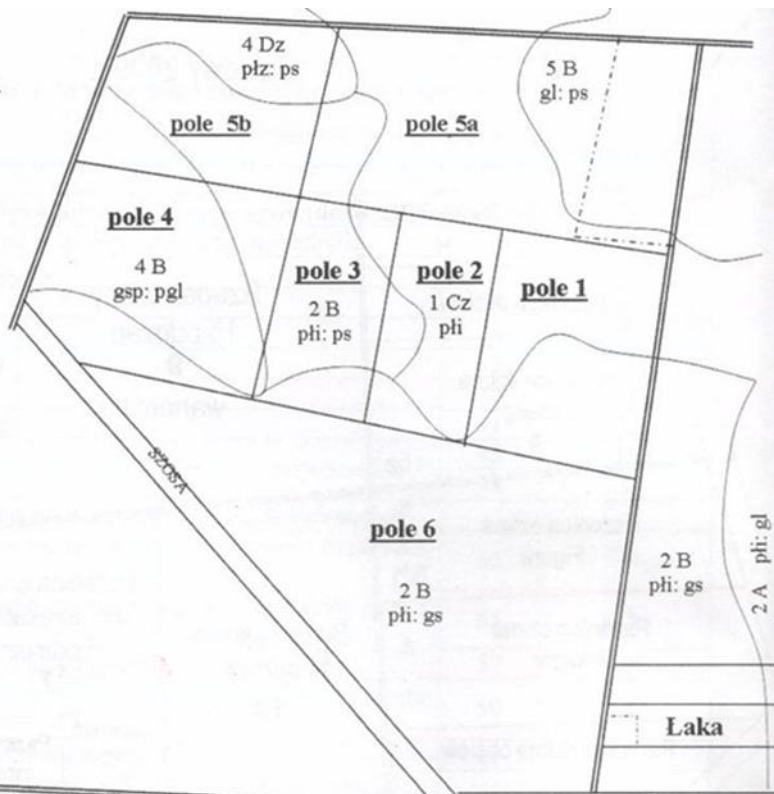 4 Dz
płz: ps
5 B
gl: ps
pole 5b
pole 5a
pole 4
4 B
gsp: pgl
pole 3
2 B
płi: ps
pole 2
1 Cz
płi
pole 1
SZOSA
pole 6
2 B
płi: gs
2 B
płi: gs
2 A płi: gl
Łaka